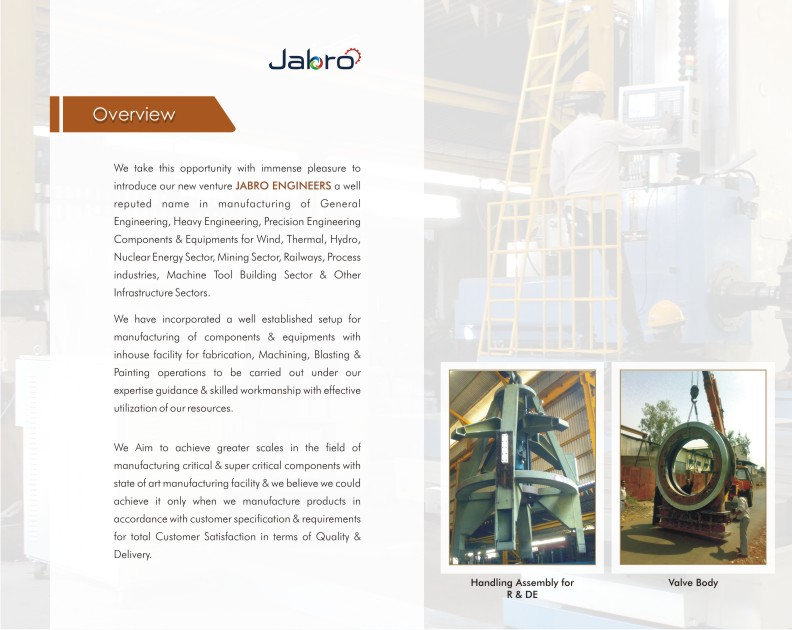 Jabro
Overview
We take this opportunity with immense pleasure to
introduce our new venture JABRO ENGINEERS a well
reputed name in manufacturing of General
Engineering, Heavy Engineering, Precision Engineering
Components & Equipments for Wind, Thermal, Hydro,
Nuclear Energy Sector, Mining Sector, Railways, Process
industries, Machine Tool Building Sector & Other
Infrastructure Sectors.
We have incorporated a well established setup for
manufacturing of components & equipments with
inhouse facility for fabrication, Machining, Blasting &
Painting operations to be carried out under our
expertise guidance & skilled workmanship with effective
utilization of our resources.
We Aim to achieve greater scales in the field of
manufacturing critical & super critical components with
state of art manufacturing facility & we believe we could
achieve it only when we manufacture products in
accordance with customer specification & requirements
for total Customer Satisfaction in terms of Quality &
Delivery.
Handling Assembly for
R & DE
Valve Body